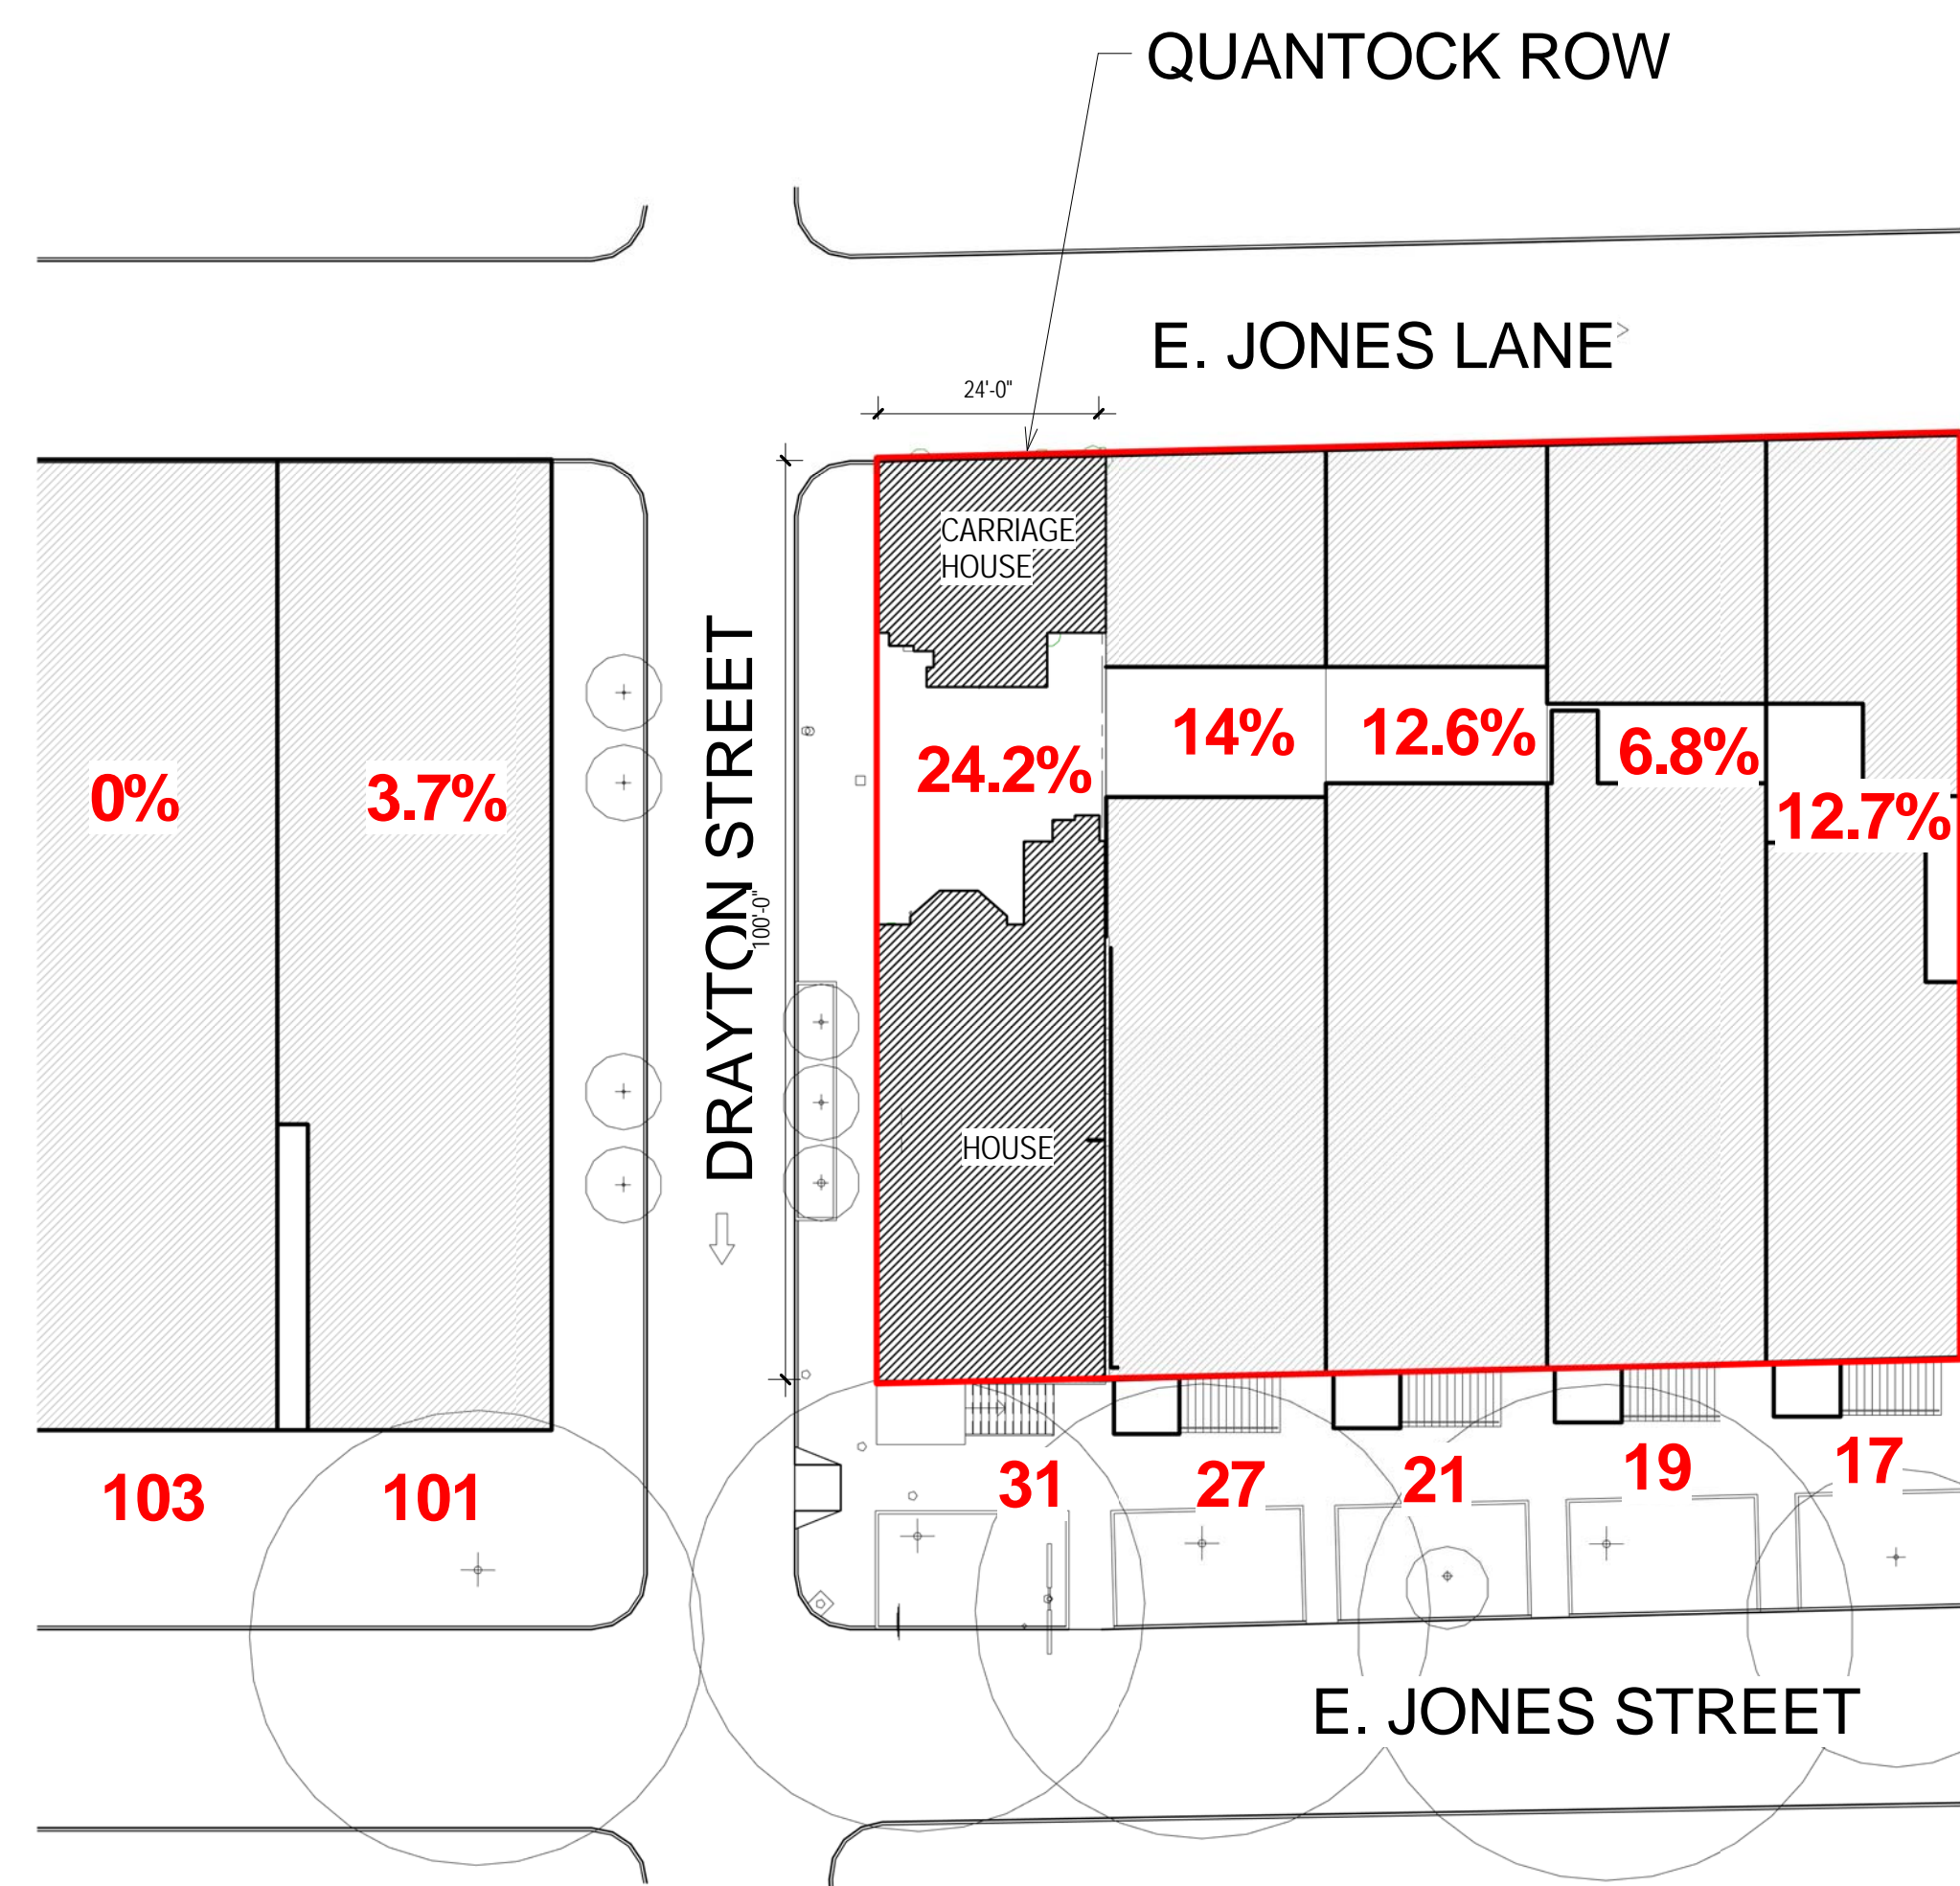 QUANTOCK ROW
E. JONES LANE
24'-0"
CARRIAGE
HOUSE
DRAYTON STREET
100'-0"
0%
3.7%
24.2%
14%
12.6%
6.8%
12.7%
HOUSE
103
101
31
27
21
19
17
E. JONES STREET